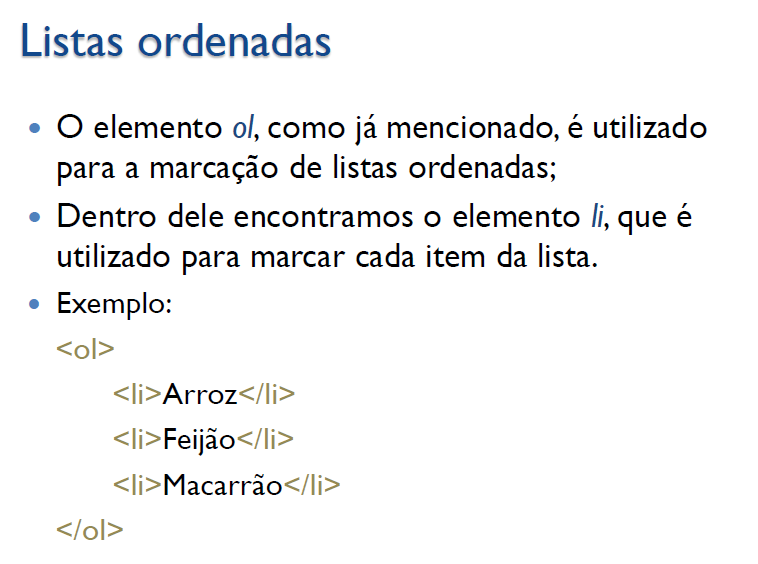 Listas ordenadas
• O elemento ol, como já mencionado, é utilizado
para a marcação de listas ordenadas;
• Dentro dele encontramos o elemento li, que é
utilizado para marcar cada item da lista.
• Exemplo:
<ol>
<li>Arroz</li>
<li>Feijão</li>
<li>Macarrão</li>
</ol>